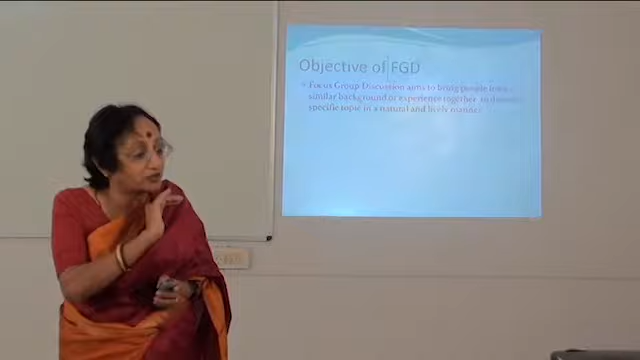 Objective of FGD
Focus Group Discussion aims to bring people from
similar background or experience together to discuss
specific topic in a natural and lively manner